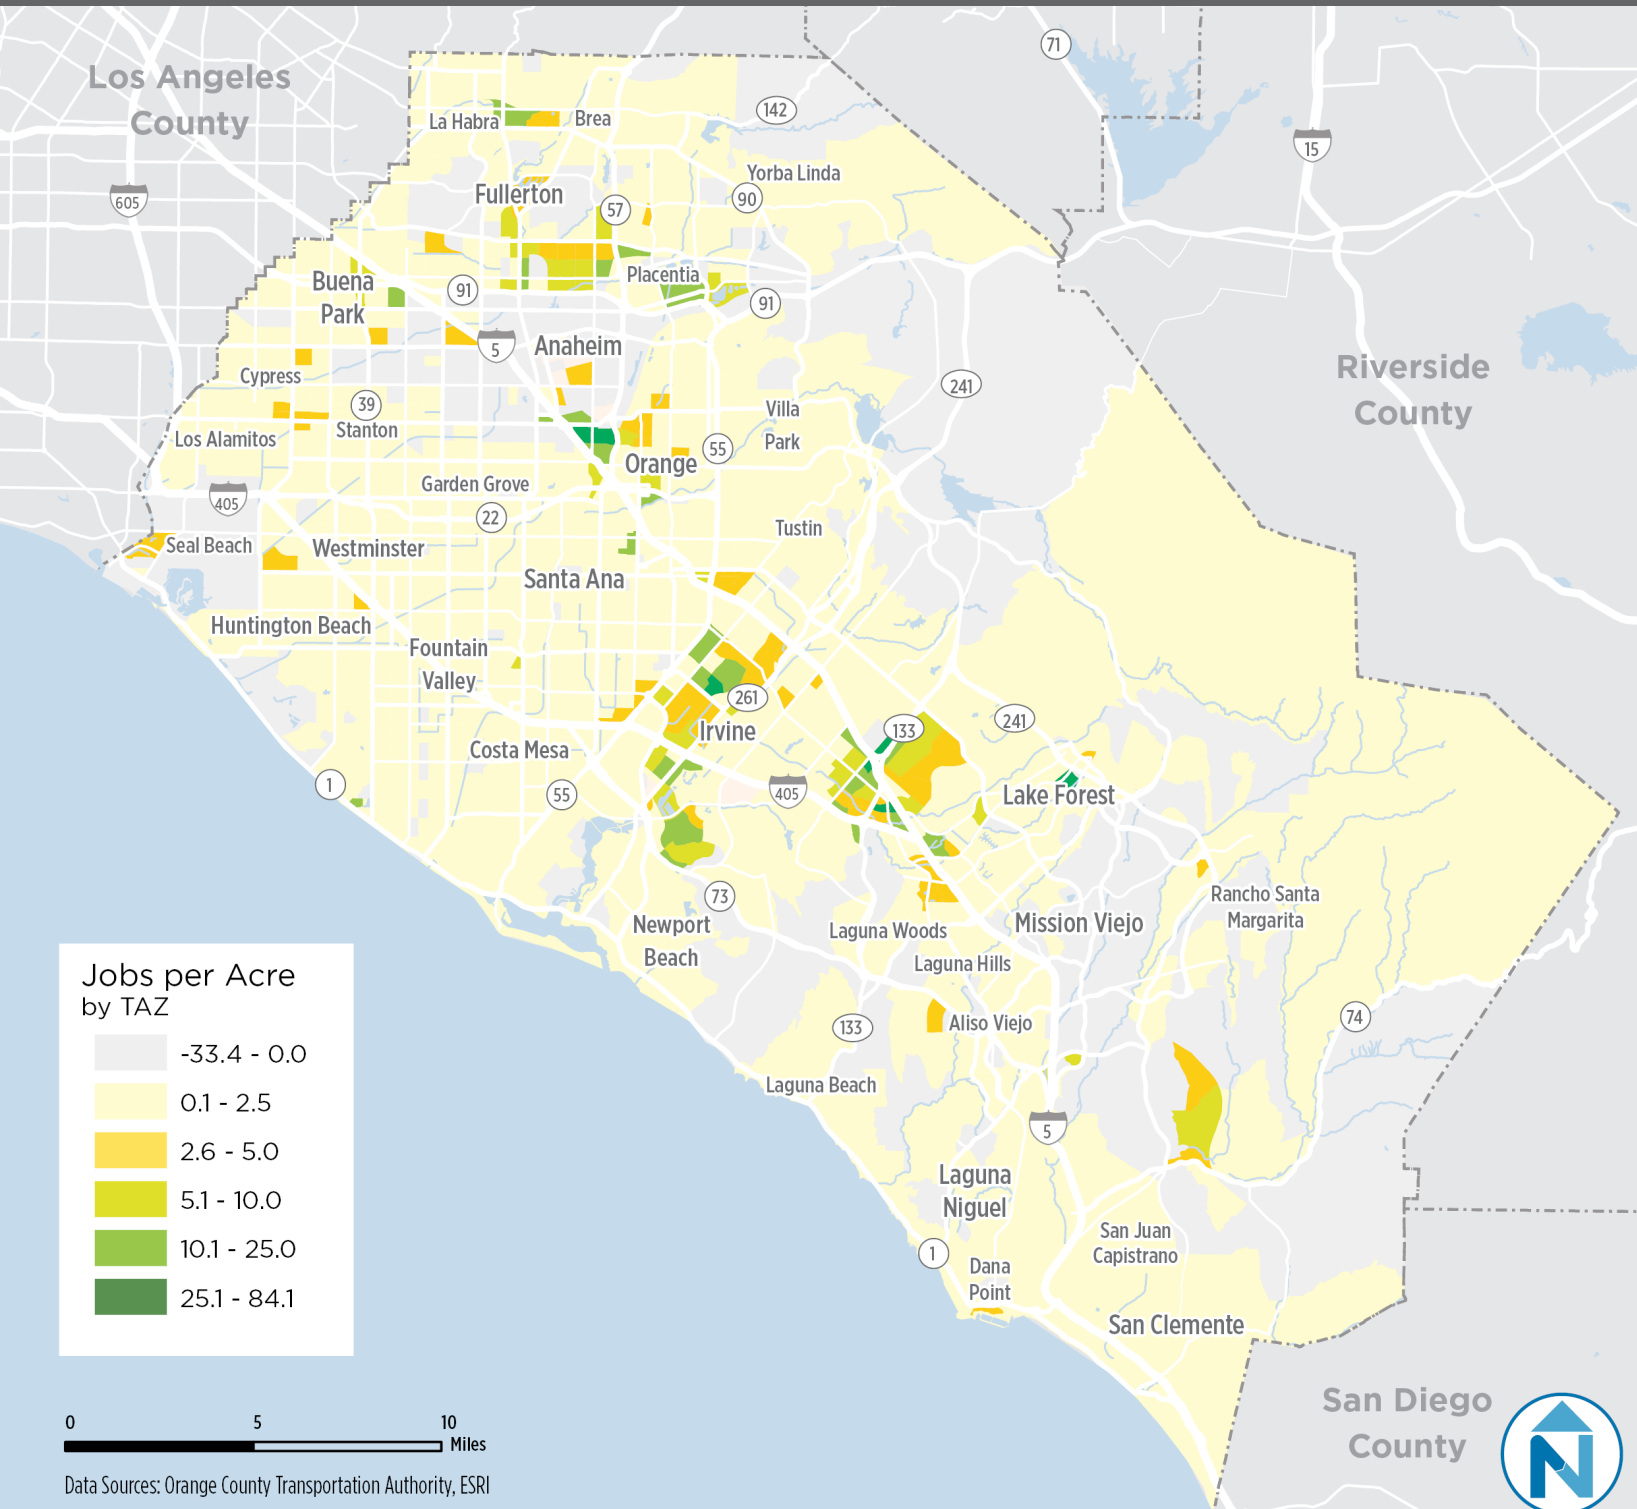 Los Angeles
County
71
142
15
La Habra
Brea
Yorba Linda
605
Fullerton
57
90
Buena
Park
91
Placentia
91
5
Anaheim
Riverside
County
Cypress
241
39
Stanton
Villa
Park
Los Alamitos
55
Orange
Garden Grove
405
22
Tustin
Seal Beach
Westminster
Santa Ana
Huntington Beach
Fountain
Valley
261
Irvine
133
241
Costa Mesa
1
55
405
Lake Forest
73
Rancho Santa
Margarita
Newport
Beach
Laguna Woods
Mission Viejo
Laguna Hills
133
Aliso Viejo
74
Laguna Beach
5
Laguna
Niguel
San Juan
Capistrano
1
Dana
Point
San Clemente
San Diego
County
Jobs per Acre
by TAZ
-33.4 - 0.0
0.1 - 2.5
2.6 - 5.0
5.1 - 10.0
10.1 - 25.0
25.1 - 84.1
0 5 10
Miles
Data Sources: Orange County Transportation Authority, ESRI
N